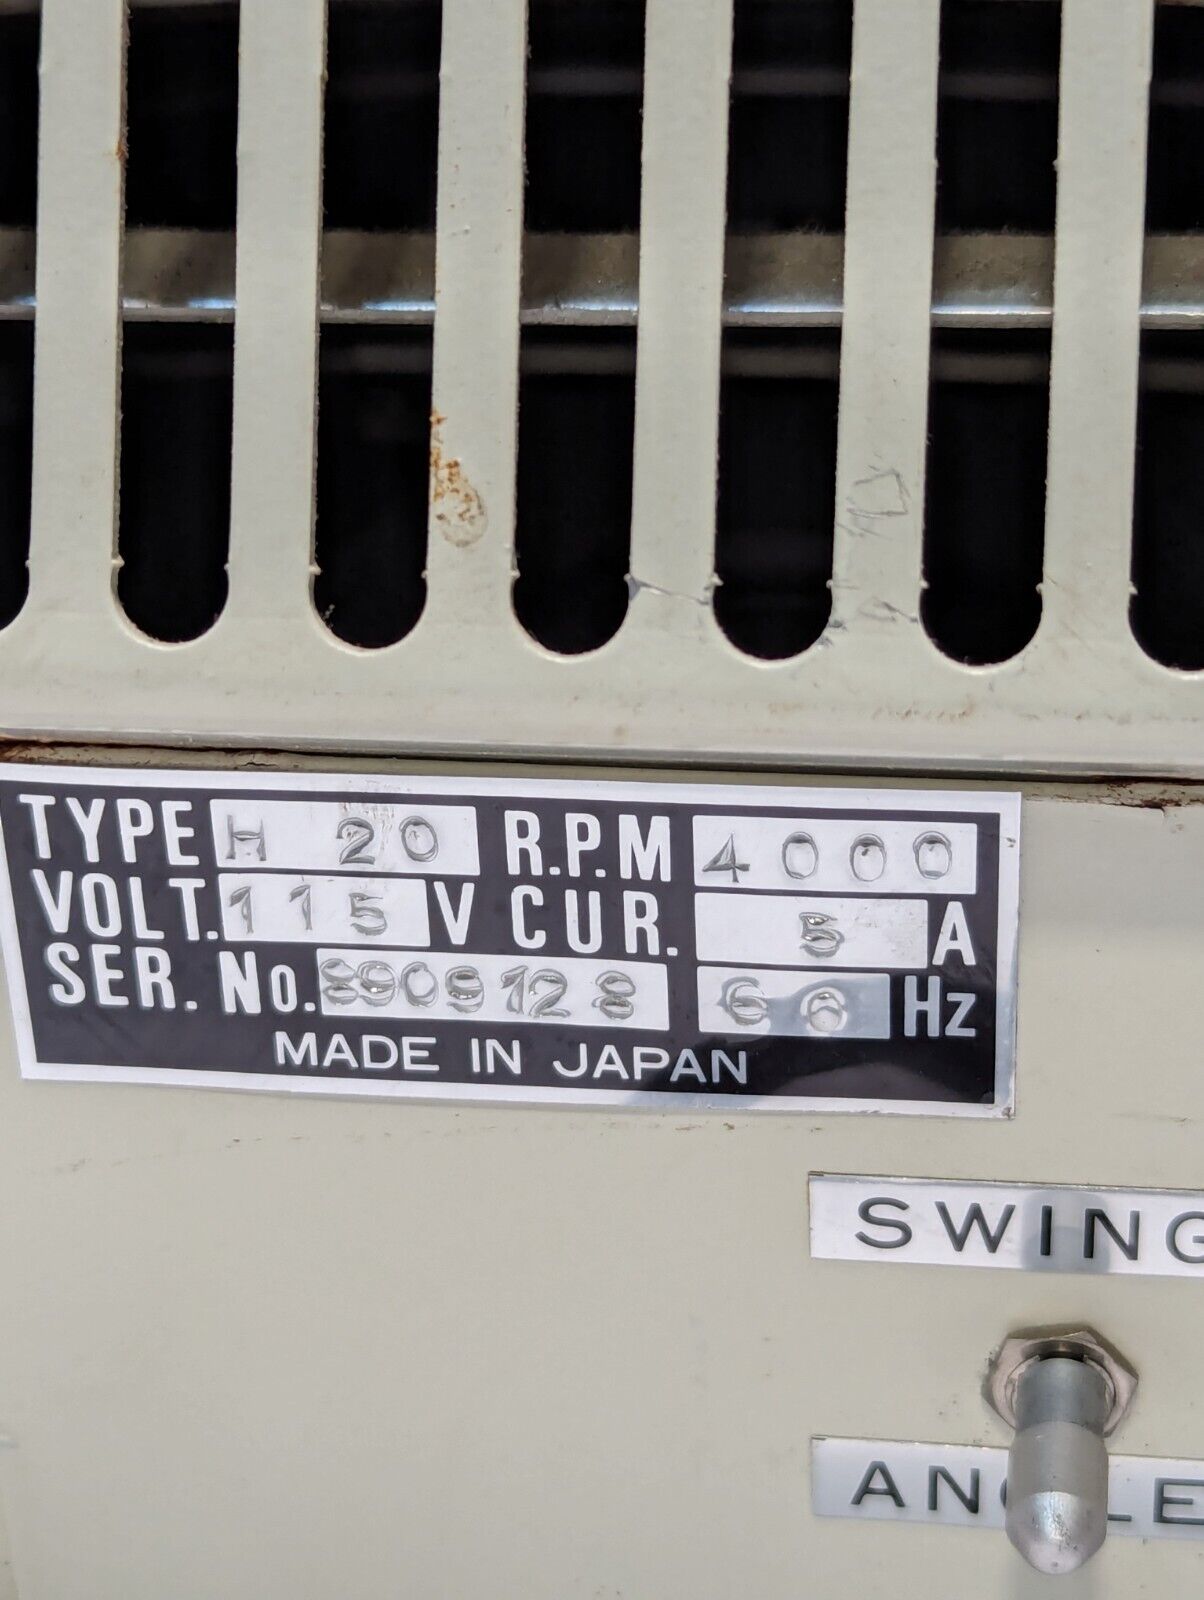 TYPE H 20 R.P.M 4000
VOLT. 115 V CUR. 5 A
SER. No. 8909128 60 Hz
MADE IN JAPAN
SWING